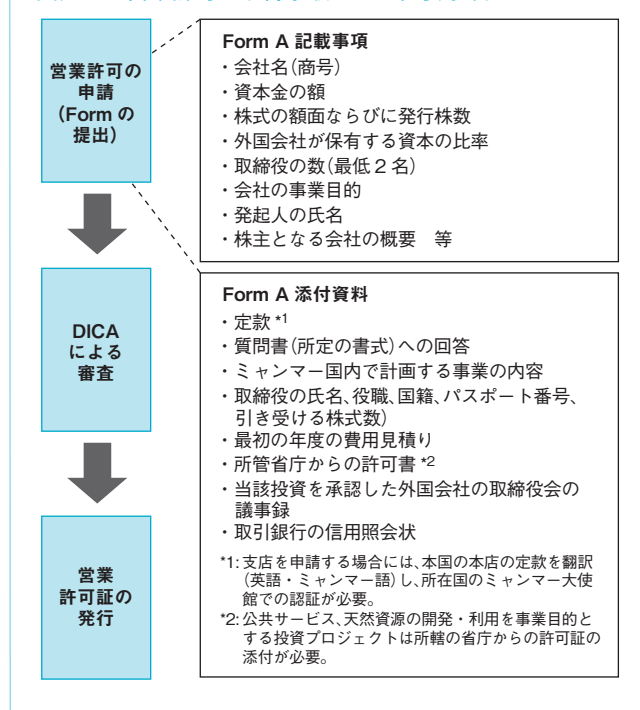 営業許可の
申請
（Form の
提出）
Form A 記載事項
・会社名（商号）
・資本金の額
・株式の額面ならびに発行株数
・外国会社が保有する資本の比率
・取締役の数（最低 2 名）
・会社の事業目的
・発起人の氏名
・株主となる会社の概要　等
DICA
による
審査
Form A 添付資料
・定款 *1
・質問書（所定の書式）への回答
・ミャンマー国内で計画する事業の内容
・取締役の氏名、役職、国籍、パスポート番号、
引き受ける株式数）
・最初の年度の費用見積り
・所管省庁からの許可書 *2
・当該投資を承認した外国会社の取締役会の
議事録
・取引銀行の信用照会状
*1: 支店を申請する場合には、本国の本店の定款を翻訳
（英語・ミャンマー語）し、所在国のミャンマー大使
館での認証が必要。
*2: 公共サービス、天然資源の開発・利用を事業目的と
する投資プロジェクトは所轄の省庁からの許可証の
添付が必要。
営業
許可証の
発行